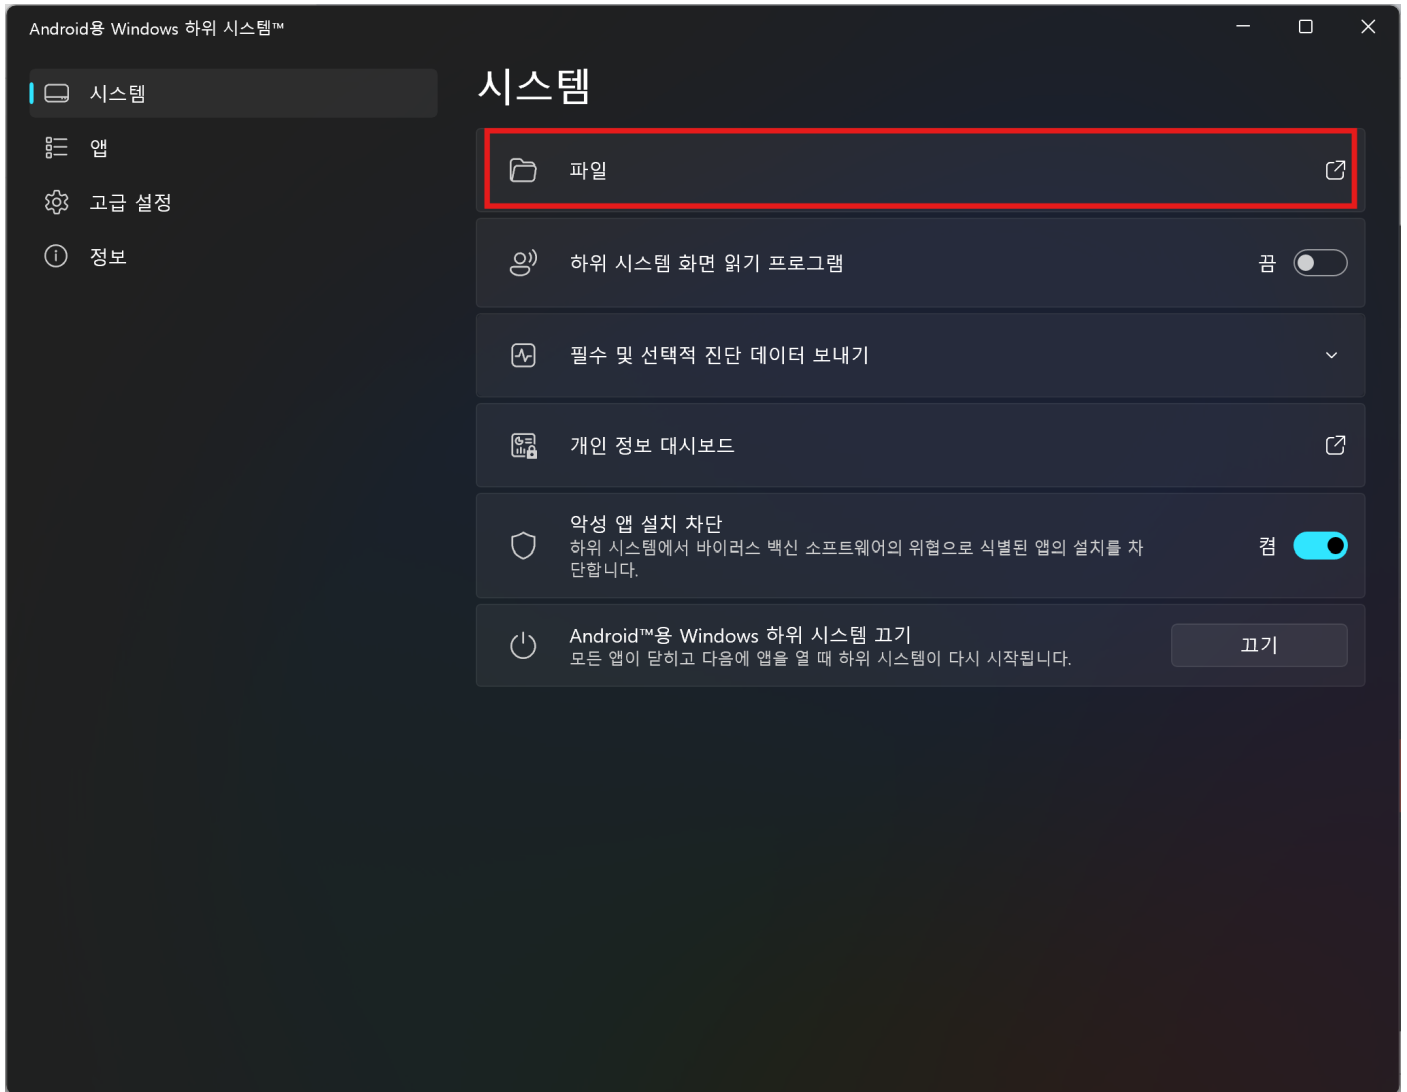 Android용 Windows 하위 시스템™
시스템
앱
고급 설정
정보
시스템
파일
하위 시스템 화면 읽기 프로그램
끔
필수 및 선택적 진단 데이터 보내기
개인 정보 대시보드
악성 앱 설치 차단
하위 시스템에서 바이러스 백신 소프트웨어의 위협으로 식별된 앱의 설치를 차
단합니다.
켬
Android™용 Windows 하위 시스템 끄기
모든 앱이 닫히고 다음에 앱을 열 때 하위 시스템이 다시 시작됩니다.
끄기